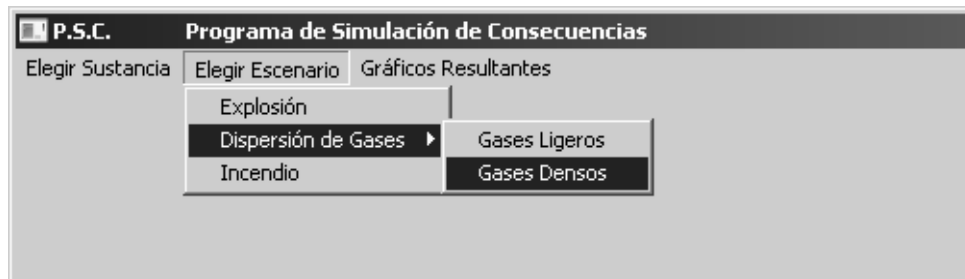 P.S.C. Programa de Simulación de Consecuencias
Elegir Sustancia Elegir Escenario Gráficos Resultantes
Explosión
Dispersión de Gases Gases Ligeros
Incendio Gases Densos